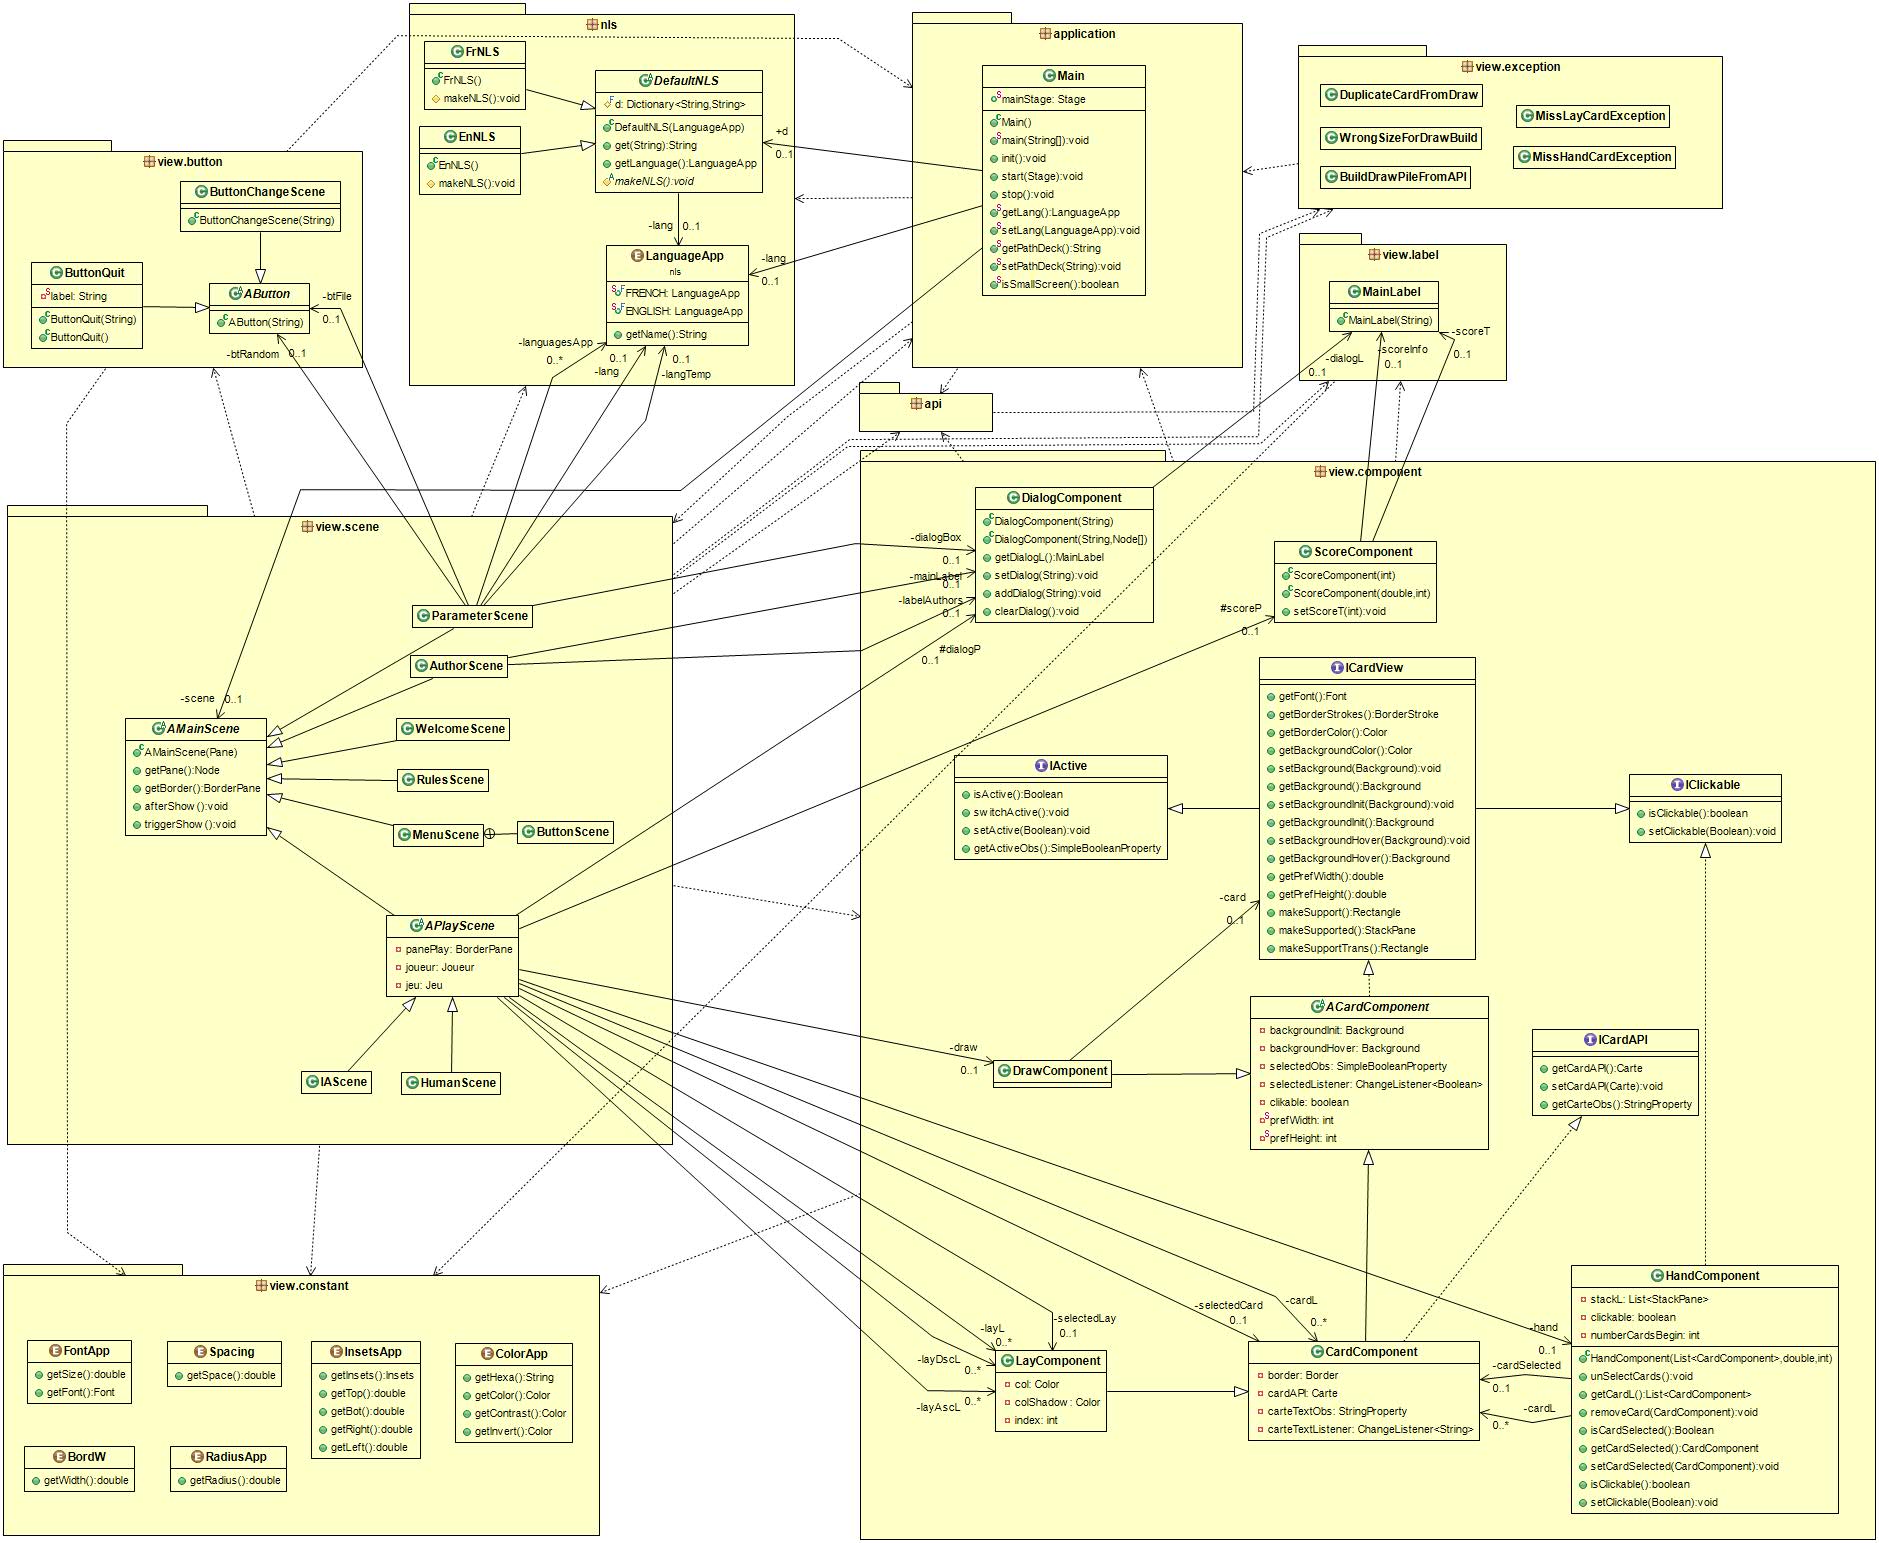 nls
FrNLS
FrNLS()
makeNLS():void
EnNLS
EnNLS()
makeNLS():void
DefaultNLS
d: Dictionary<String,String>
DefaultNLS(LanguageApp)
get(String):String
getLanguage():LanguageApp
makeNLS():void
-lang
0..1
LanguageApp
nls
FRENCH: LanguageApp
ENGLISH: LanguageApp
getName():String
-languagesApp
0..*
0..1
-lang
0..1
-langTemp
application
Main
mainStage: Stage
Main()
main(String[]):void
init():void
start(Stage):void
stop():void
getLang():LanguageApp
setLang(LanguageApp):void
getPathDeck():String
setPathDeck(String):void
isSmallScreen():boolean
+d
0..1
-lang
0..1
view.exception
DuplicateCardFromDraw
WrongSizeForDrawBuild
BuildDrawPileFromAPI
MissLayCardException
MissHandCardException
view.button
ButtonChangeScene
ButtonChangeScene(String)
ButtonQuit
label: String
ButtonQuit(String)
ButtonQuit()
AButton
AButton(String)
-btFile
0..1
-btRandom
0..1
view.label
MainLabel
MainLabel(String)
-scoreT
0..1
-scoreInfo
0..1
-dialogL
0..1
api
view.scene
ParameterScene
AuthorScene
-scene
0..1
AMainScene
AMainScene(Pane)
getPane():Node
getBorder():BorderPane
afterShow():void
triggerShow():void
WelcomeScene
RulesScene
MenuScene
ButtonScene
APlayScene
panePlay: BorderPane
joueur: Joueur
jeu: Jeu
IAScene
HumanScene
view.component
DialogComponent
DialogComponent(String)
DialogComponent(String,Node[])
getDialogL():MainLabel
setDialog(String):void
addDialog(String):void
clearDialog():void
-dialogBox
0..1
-mainLabel
0..1
-labelAuthors
0..1
#dialogP
0..1
ScoreComponent
ScoreComponent(int)
ScoreComponent(double,int)
setScoreT(int):void
#scoreP
0..1
ICardView
getFont():Font
getBorderStrokes():BorderStroke
getBorderColor():Color
getBackgroundColor():Color
setBackground(Background):void
getBackground():Background
setBackgroundInit(Background):void
getBackgroundInit():Background
setBackgroundHover(Background):void
getBackgroundHover():Background
getPrefWidth():double
getPrefHeight():double
makeSupport():Rectangle
makeSupported():StackPane
makeSupportTrans():Rectangle
IActive
isActive():Boolean
switchActive():void
setActive(Boolean):void
getActiveObs():SimpleBooleanProperty
IClickable
isClickable():boolean
setClickable(Boolean):void
-card
0..1
ACardComponent
backgroundInit: Background
backgroundHover: Background
selectedObs: SimpleBooleanProperty
selectedListener: ChangeListener<Boolean>
clikable: boolean
prefWidth: int
prefHeight: int
ICardAPI
getCardAPI():Carte
setCardAPI(Carte):void
getCarteObs():StringProperty
-draw
0..1
DrawComponent
HandComponent
stackL: List<StackPane>
clickable: boolean
numberCardsBegin: int
HandComponent(List<CardComponent>,double,int)
unSelectCards():void
getCardL():List<CardComponent>
removeCard(CardComponent):void
isCardSelected():Boolean
getCardSelected():CardComponent
setCardSelected(CardComponent):void
isClickable():boolean
setClickable(Boolean):void
-hand
0..1
-cardSelected
0..1
-cardL
0..*
-selectedCard
0..1
-cardL
0..*
CardComponent
border: Border
cardAPI: Carte
carteTextObs: StringProperty
carteTextListener: ChangeListener<String>
-selectedLay
0..1
-layL
0..*
-layDscL
0..*
-layAscL
0..*
LayComponent
col: Color
colShadow: Color
index: int
view.constant
FontApp
getSize():double
getFont():Font
Spacing
getSpace():double
InsetsApp
getInsets():Insets
getTop():double
getBot():double
getRight():double
getLeft():double
ColorApp
getHexa():String
getColor():Color
getContrast():Color
getInvert():Color
BordW
getWidth():double
RadiusApp
getRadius():double